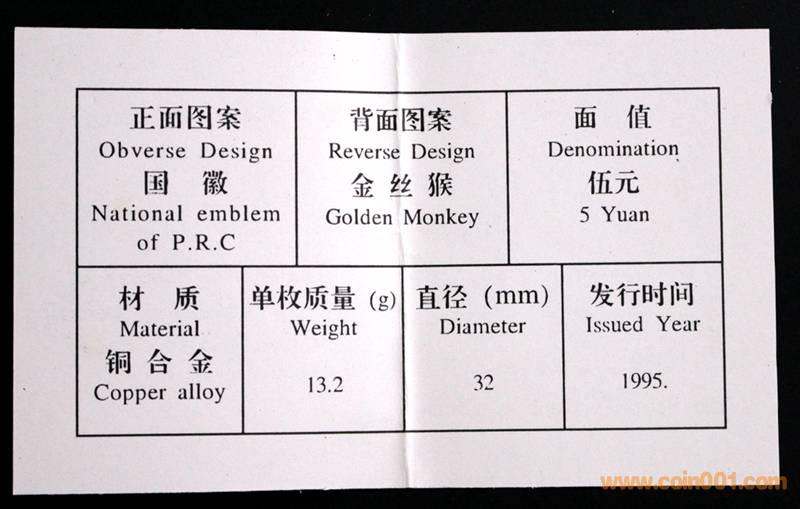 正面图案
Obverse Design
国 徽
National emblem
of P.R.C
背面图案
Reverse Design
金丝猴
Golden Monkey
面 值
Denomination
伍元
5 Yuan
材 质
Material
铜合金
Copper alloy
单枚质量 (g)
Weight
13.2
直径 (mm)
Diameter
32
发行时间
Issued Year
1995.
www.coin001.com